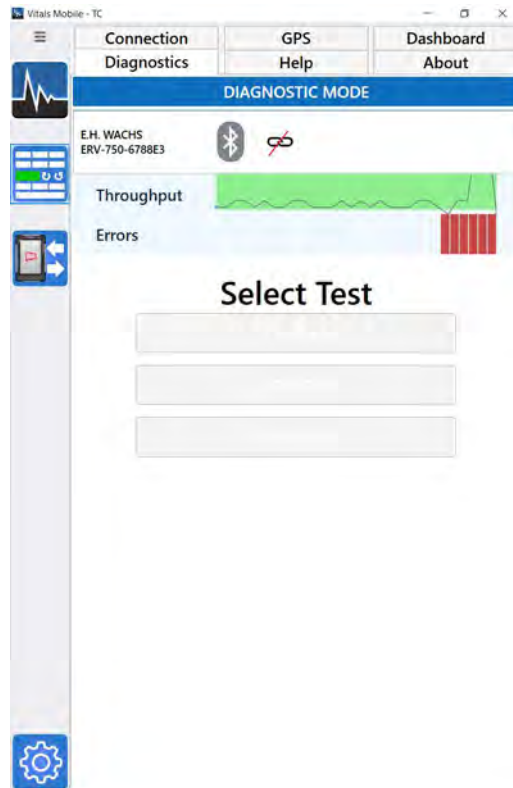 Vitals Mobile - TC
Connection GPS Dashboard
Diagnostics Help About
DIAGNOSTIC MODE
E.H. WACHS
ERV-750-6788E3
Throughput
Errors
Select Test